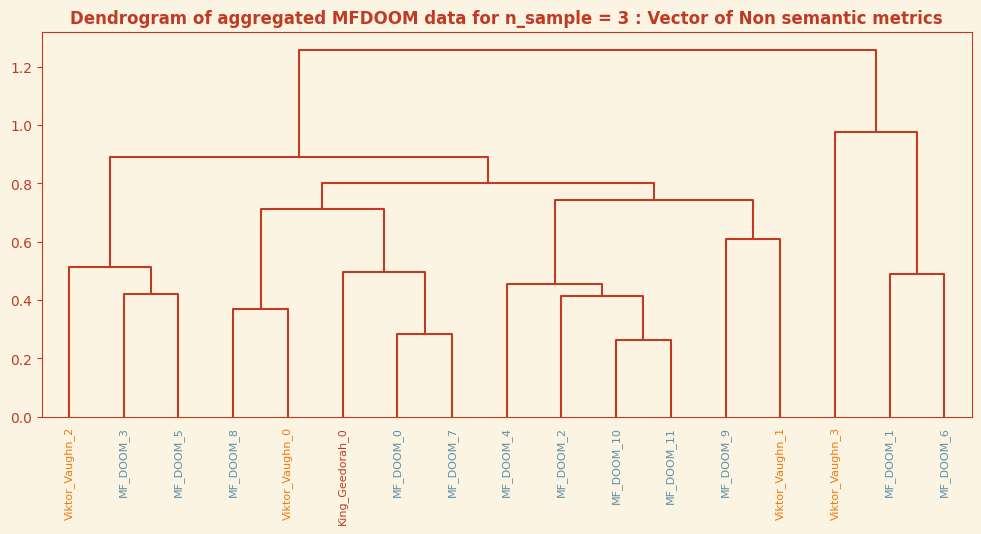 Dendrogram of aggregated MFDOOM data for n_sample = 3 : Vector of Non semantic metrics
1.2
1.0
0.8
0.6
0.4
0.2
0.0
Viktor_Vaughn_2
MF_DOOM_3
MF_DOOM_5
MF_DOOM_8
Viktor_Vaughn_0
King_Geedorah_0
MF_DOOM_0
MF_DOOM_7
MF_DOOM_4
MF_DOOM_2
MF_DOOM_10
MF_DOOM_11
MF_DOOM_9
Viktor_Vaughn_1
Viktor_Vaughn_3
MF_DOOM_1
MF_DOOM_6